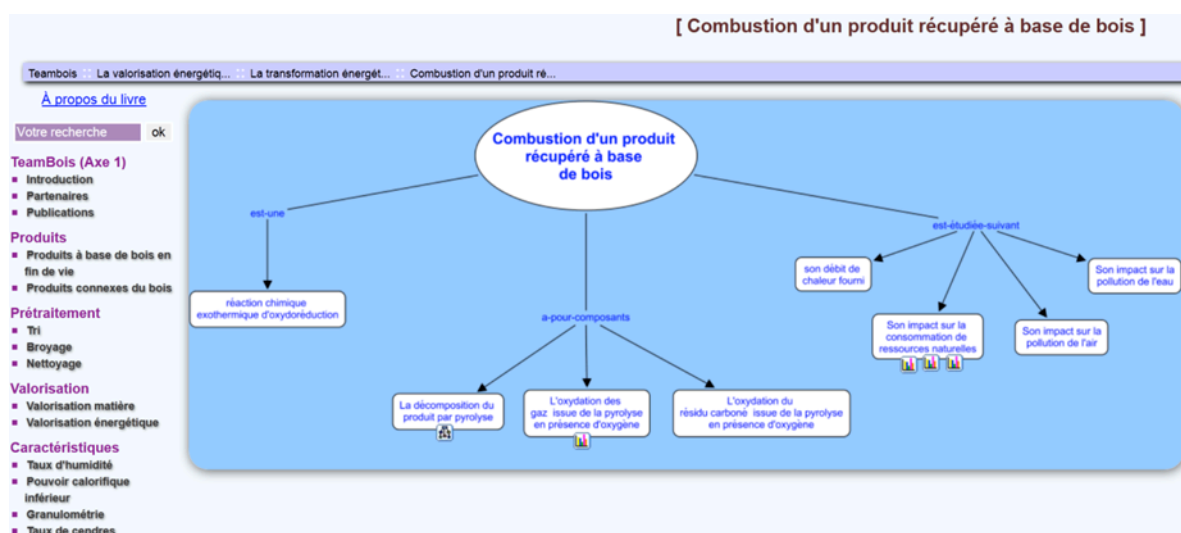 [ Combustion d'un produit récupéré à base de bois ]
Teambois :: La valorisation énergétiq... :: La transformation énergét... :: Combustion d'un produit ré...
À propos du livre
Votre recherche ok
TeamBois (Axe 1)
Introduction
Partenaires
Publications
Produits
Produits à base de bois en
fin de vie
Produits connexes du bois
Prétraitement
Tri
Broyage
Nettoyage
Valorisation
Valorisation matière
Valorisation énergétique
Caractéristiques
Taux d'humidité
Pouvoir calorifique
inférieur
Granulométrie
Taux de cendres
Combustion d'un produit
récupéré à base
de bois
est-une
réaction chimique
exothermique d'oxydoréduction
a-pour-composants
La décomposition du
produit par pyrolyse
L'oxydation des
gaz issue de la pyrolyse
en présence d'oxygène
L'oxydation du
résidu carboné issue de la pyrolyse
en présence d'oxygène
est-étudiée-suivant
son débit de
chaleur fourni
Son impact sur la
consommation de
ressources naturelles
Son impact sur la
pollution de l'air
Son impact sur la
pollution de l'eau